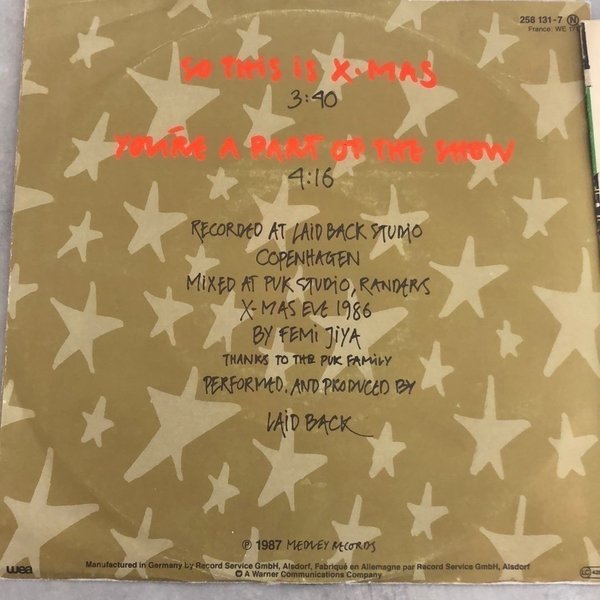 258 131-7 N
France: WE 171
SO THIS IS X-MAS
3:40
YOU'RE A PART OF THE SHOW
4:16
RECORDED AT LAID BACK STUDIO
COPENHAGEN
MIXED AT PUK STUDIO, RANDERS
X-MAS EVE 1986
BY FEMI JIYA
THANKS TO THE PUK FAMILY
PERFORMED, AND PRODUCED BY
LAID BACK
℗ 1987 MEDLEY RECORDS
wea
Manufactured in Germany by Record Service GmbH, Alsdorf, Fabriqué en Allemagne par Record Service GmbH, Alsdorf
A Warner Communications Company
LC